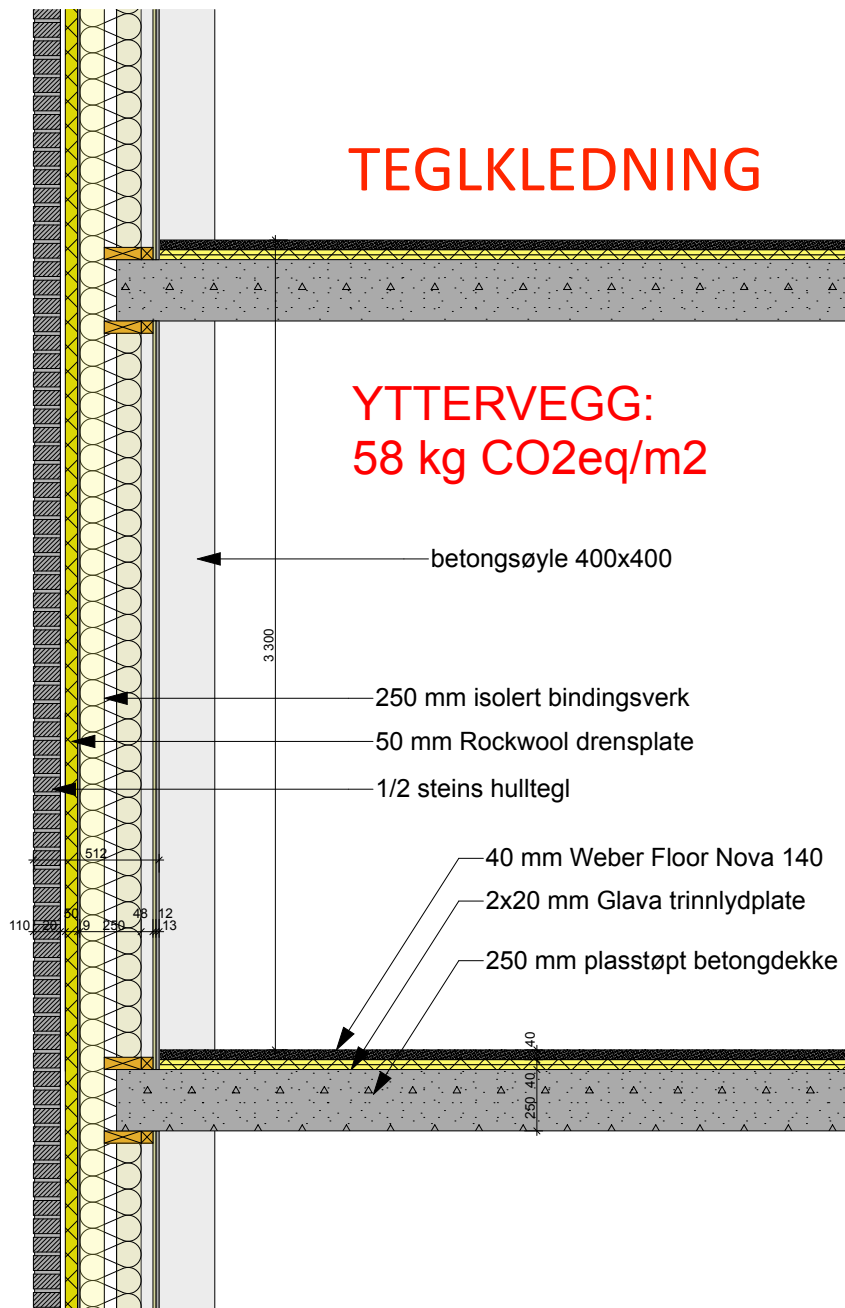 TEGLKLEDNING
YTTERVEGG:
58 kg CO2eq/m2
betongsøyle 400x400
3 300
250 mm isolert bindingsverk
50 mm Rockwool drensplate
1/2 steins hulltegl
512
40 mm Weber Floor Nova 140
2x20 mm Glava trinnlydplate
250 mm plasstøpt betongdekke
110 20 50 9 250 48 12 13
40
40
250